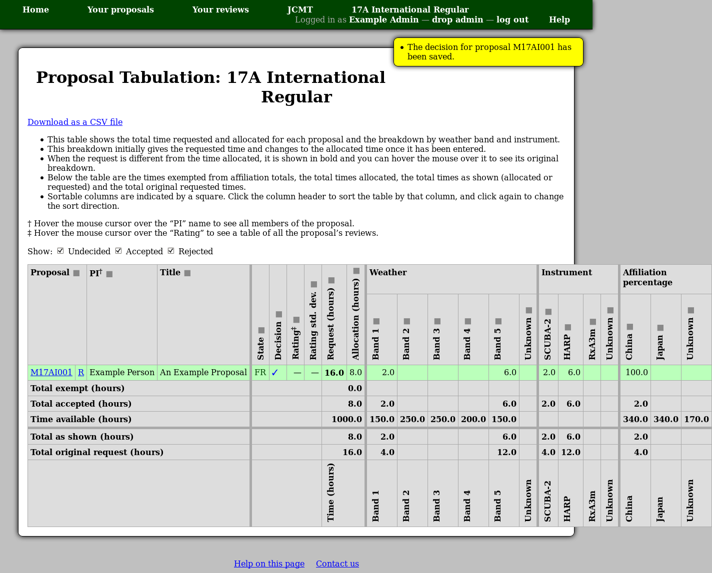 Home Your proposals Your reviews JCMT 17A International Regular
Logged in as Example Admin — drop admin — log out Help
• The decision for proposal M17AI001 has
been saved.
Proposal Tabulation: 17A International
Regular
Download as a CSV file
• This table shows the total time requested and allocated for each proposal and the breakdown by weather band and instrument.
• This breakdown initially gives the requested time and changes to the allocated time once it has been entered.
• When the request is different from the time allocated, it is shown in bold and you can hover the mouse over it to see its original
breakdown.
• Below the table are the times exempted from affiliation totals, the total times allocated, the total times as shown (allocated or
requested) and the total original requested times.
• Sortable columns are indicated by a square. Click the column header to sort the table by that column, and click again to change
the sort direction.
† Hover the mouse cursor over the “PI” name to see all members of the proposal.
‡ Hover the mouse cursor over the “Rating” to see a table of all the proposal’s reviews.
Show: Undecided Accepted Rejected
Proposal PI† Title State Decision Rating‡ Rating std. dev. Request (hours) Allocation (hours) Weather Instrument Affiliation
percentage
Band 1 Band 2 Band 3 Band 4 Band 5 Unknown SCUBA-2 HARP RxA3m Unknown China Japan Unknown
M17AI001 R Example Person An Example Proposal FR ✓ — — 16.0 8.0 2.0 6.0 2.0 6.0 100.0
Total exempt (hours) 0.0
Total accepted (hours) 8.0 2.0 6.0 2.0 6.0 2.0
Time available (hours) 1000.0 150.0 250.0 250.0 200.0 150.0 340.0 340.0 170.0
Total as shown (hours) 8.0 2.0 6.0 2.0 6.0 2.0
Total original request (hours) 16.0 4.0 12.0 4.0 12.0 4.0
Time (hours) Band 1 Band 2 Band 3 Band 4 Band 5 Unknown SCUBA-2 HARP RxA3m Unknown China Japan Unknown
Help on this page Contact us